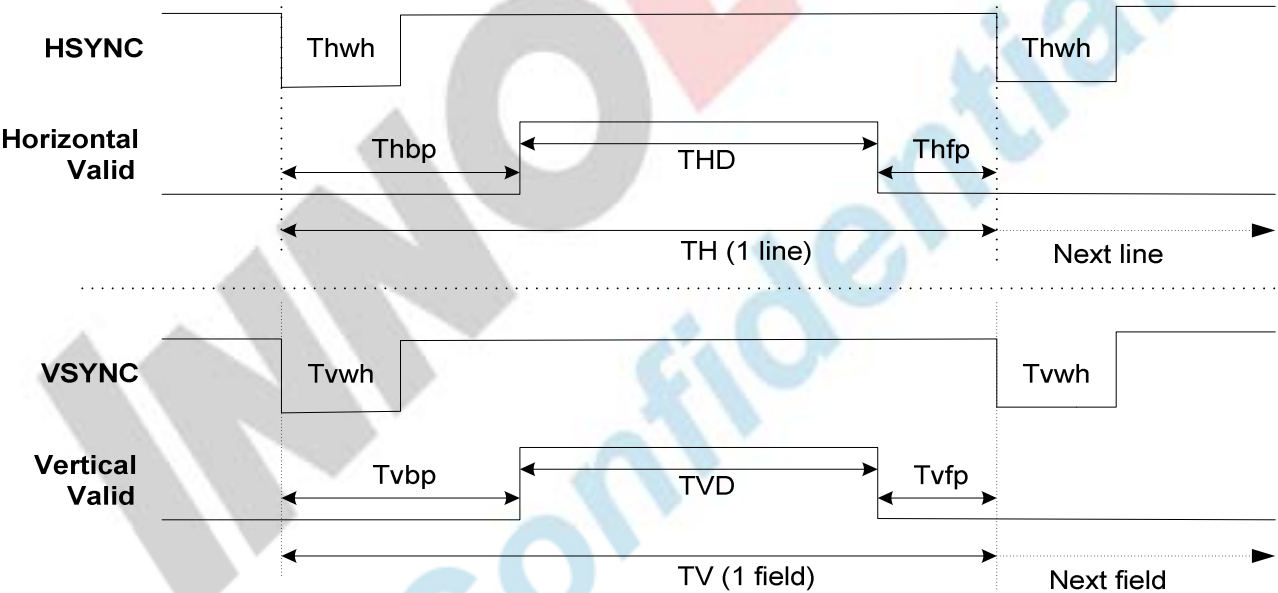 HSYNC
Thwh
Thwh
Horizontal
Valid
Thbp
THD
Thfp
TH (1 line)
Next line
VSYNC
Tvwh
Tvwh
Vertical
Valid
Tvbp
TVD
Tvfp
TV (1 field)
Next field
Confidential